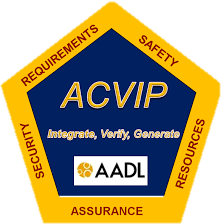 REQUIREMENTS
SAFETY
ACVIP
Integrate, Verify, Generate
AADL
SECURITY
RESOURCES
ASSURANCE